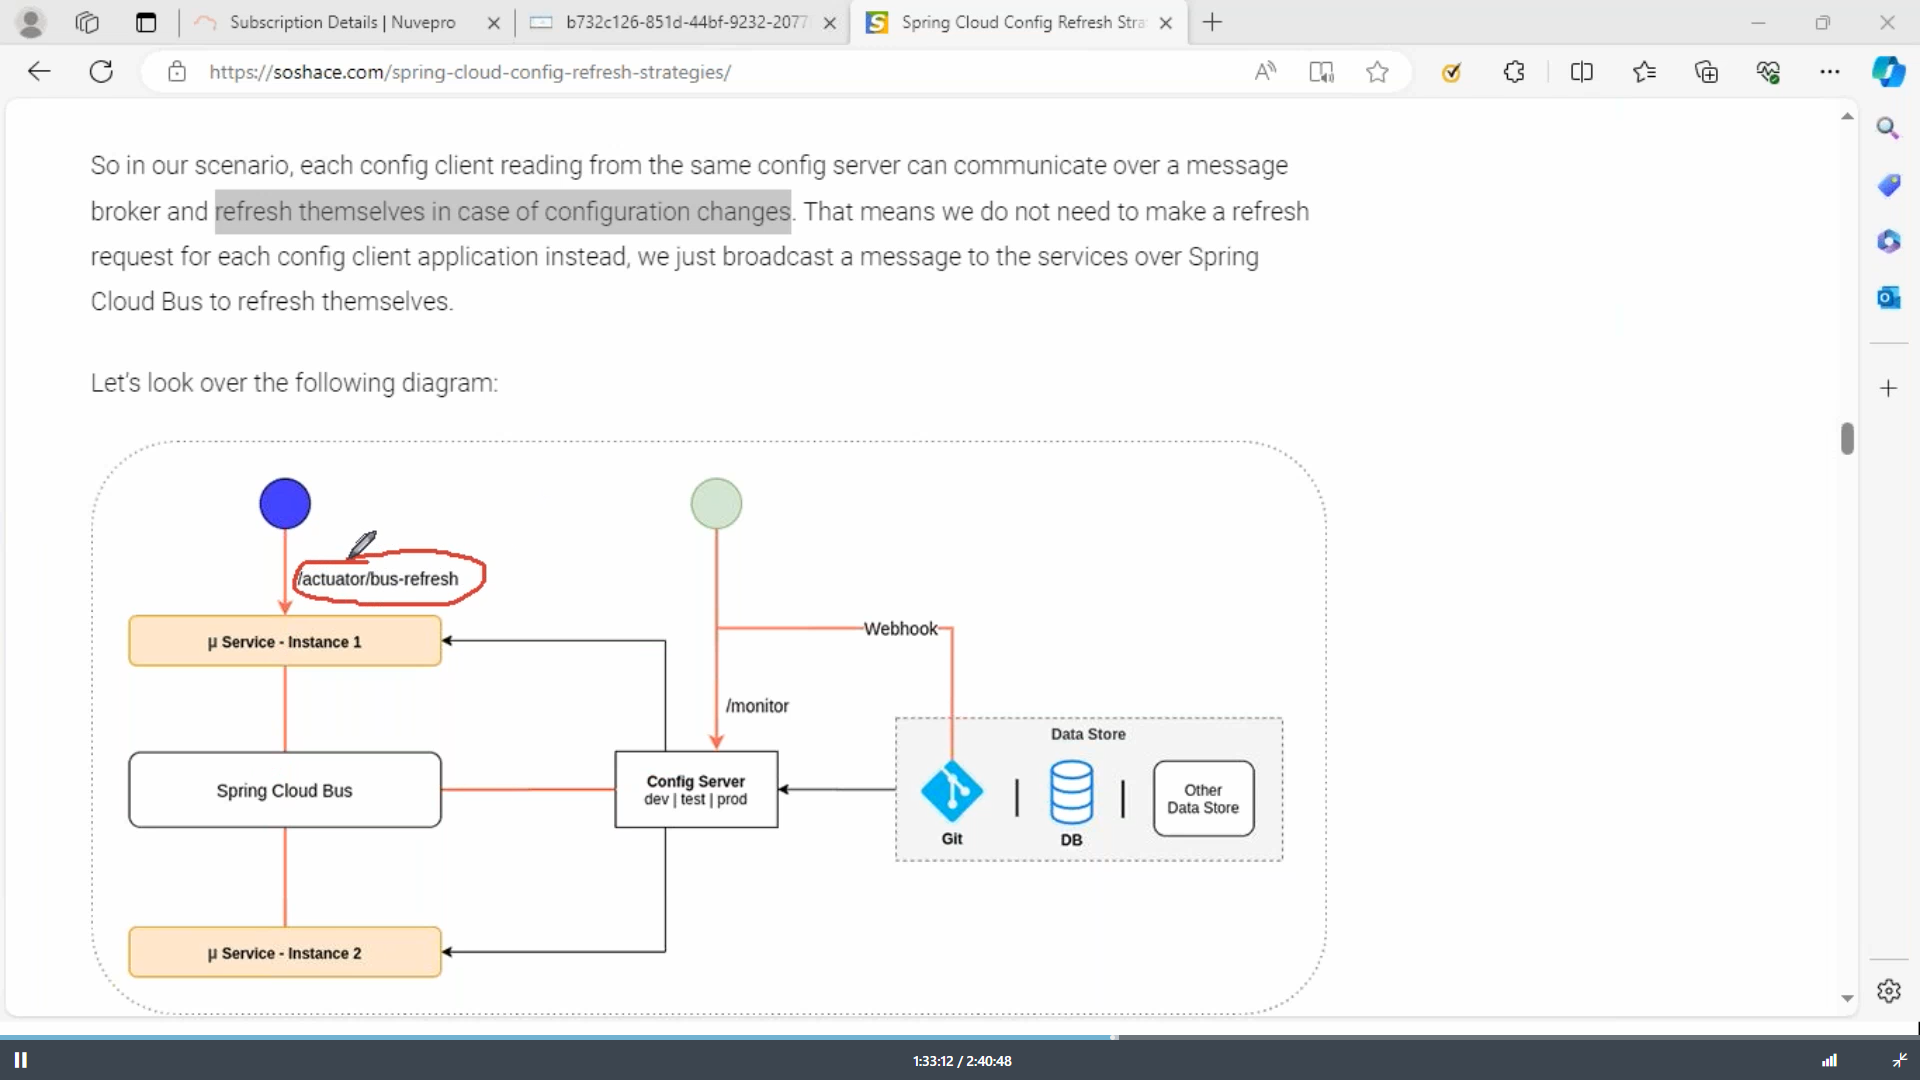 Subscription Details | Nuvepro
b732c126-851d-44bf-9232-2077
Spring Cloud Config Refresh Stra
https://soshace.com/spring-cloud-config-refresh-strategies/
So in our scenario, each config client reading from the same config server can communicate over a message
broker and refresh themselves in case of configuration changes. That means we do not need to make a refresh
request for each config client application instead, we just broadcast a message to the services over Spring
Cloud Bus to refresh themselves.
Let's look over the following diagram:
/actuator/bus-refresh
μ Service - Instance 1
Webhook
/monitor
Data Store
Spring Cloud Bus
Config Server
dev | test | prod
Other
Data Store
Git
DB
μ Service - Instance 2
1:33:12 / 2:40:48